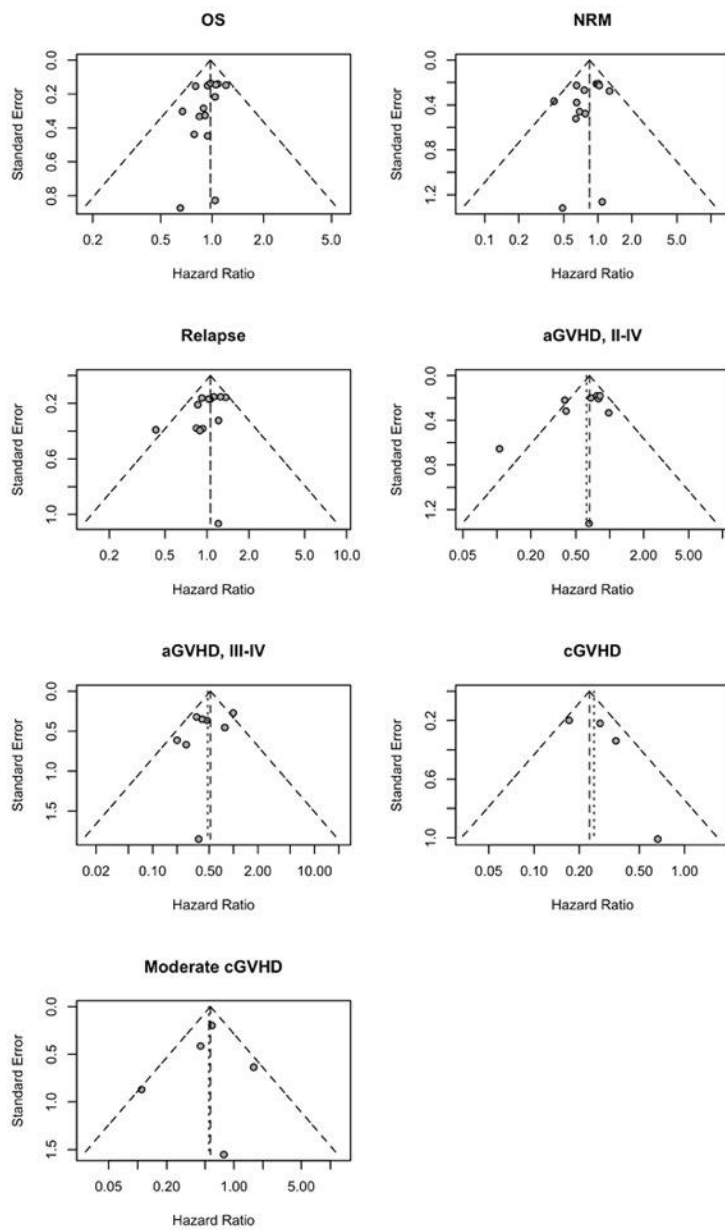 OS
Standard Error
0.0
0.2
0.4
0.6
0.8
0.2 0.5 1.0 2.0 5.0
Hazard Ratio
NRM
Standard Error
0.0
0.4
0.8
1.2
0.1 0.2 0.5 1.0 2.0 5.0
Hazard Ratio
Relapse
Standard Error
0.2
0.6
1.0
0.2 0.5 1.0 2.0 5.0 10.0
Hazard Ratio
aGVHD, II-IV
Standard Error
0.0
0.4
0.8
1.2
0.05 0.20 0.50 2.00 5.00
Hazard Ratio
aGVHD, III-IV
Standard Error
0.0
0.5
1.0
1.5
0.02 0.10 0.50 2.00 10.00
Hazard Ratio
cGVHD
Standard Error
0.2
0.6
1.0
0.05 0.10 0.20 0.50 1.00
Hazard Ratio
Moderate cGVHD
Standard Error
0.0
0.5
1.0
1.5
0.05 0.20 1.00 5.00
Hazard Ratio